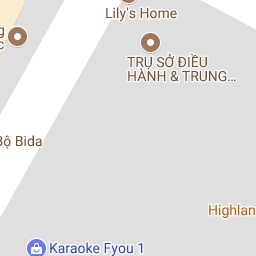 Lily's Home
g
c
TRỤ SỞ ĐIỀU
HÀNH & TRUNG...
Bộ Bida
Highlan
Karaoke Fyou 1